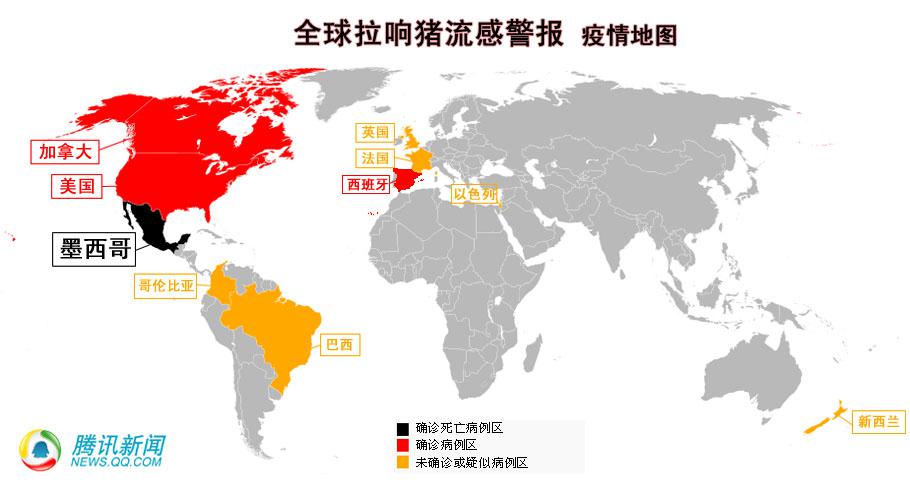 全球拉响猪流感警报 疫情地图
加拿大
美国
墨西哥
哥伦比亚
巴西
英国
法国
西班牙
以色列
新西兰
确诊死亡病例区
确诊病例区
未确诊或疑似病例区
腾讯新闻
NEWS.QQ.COM